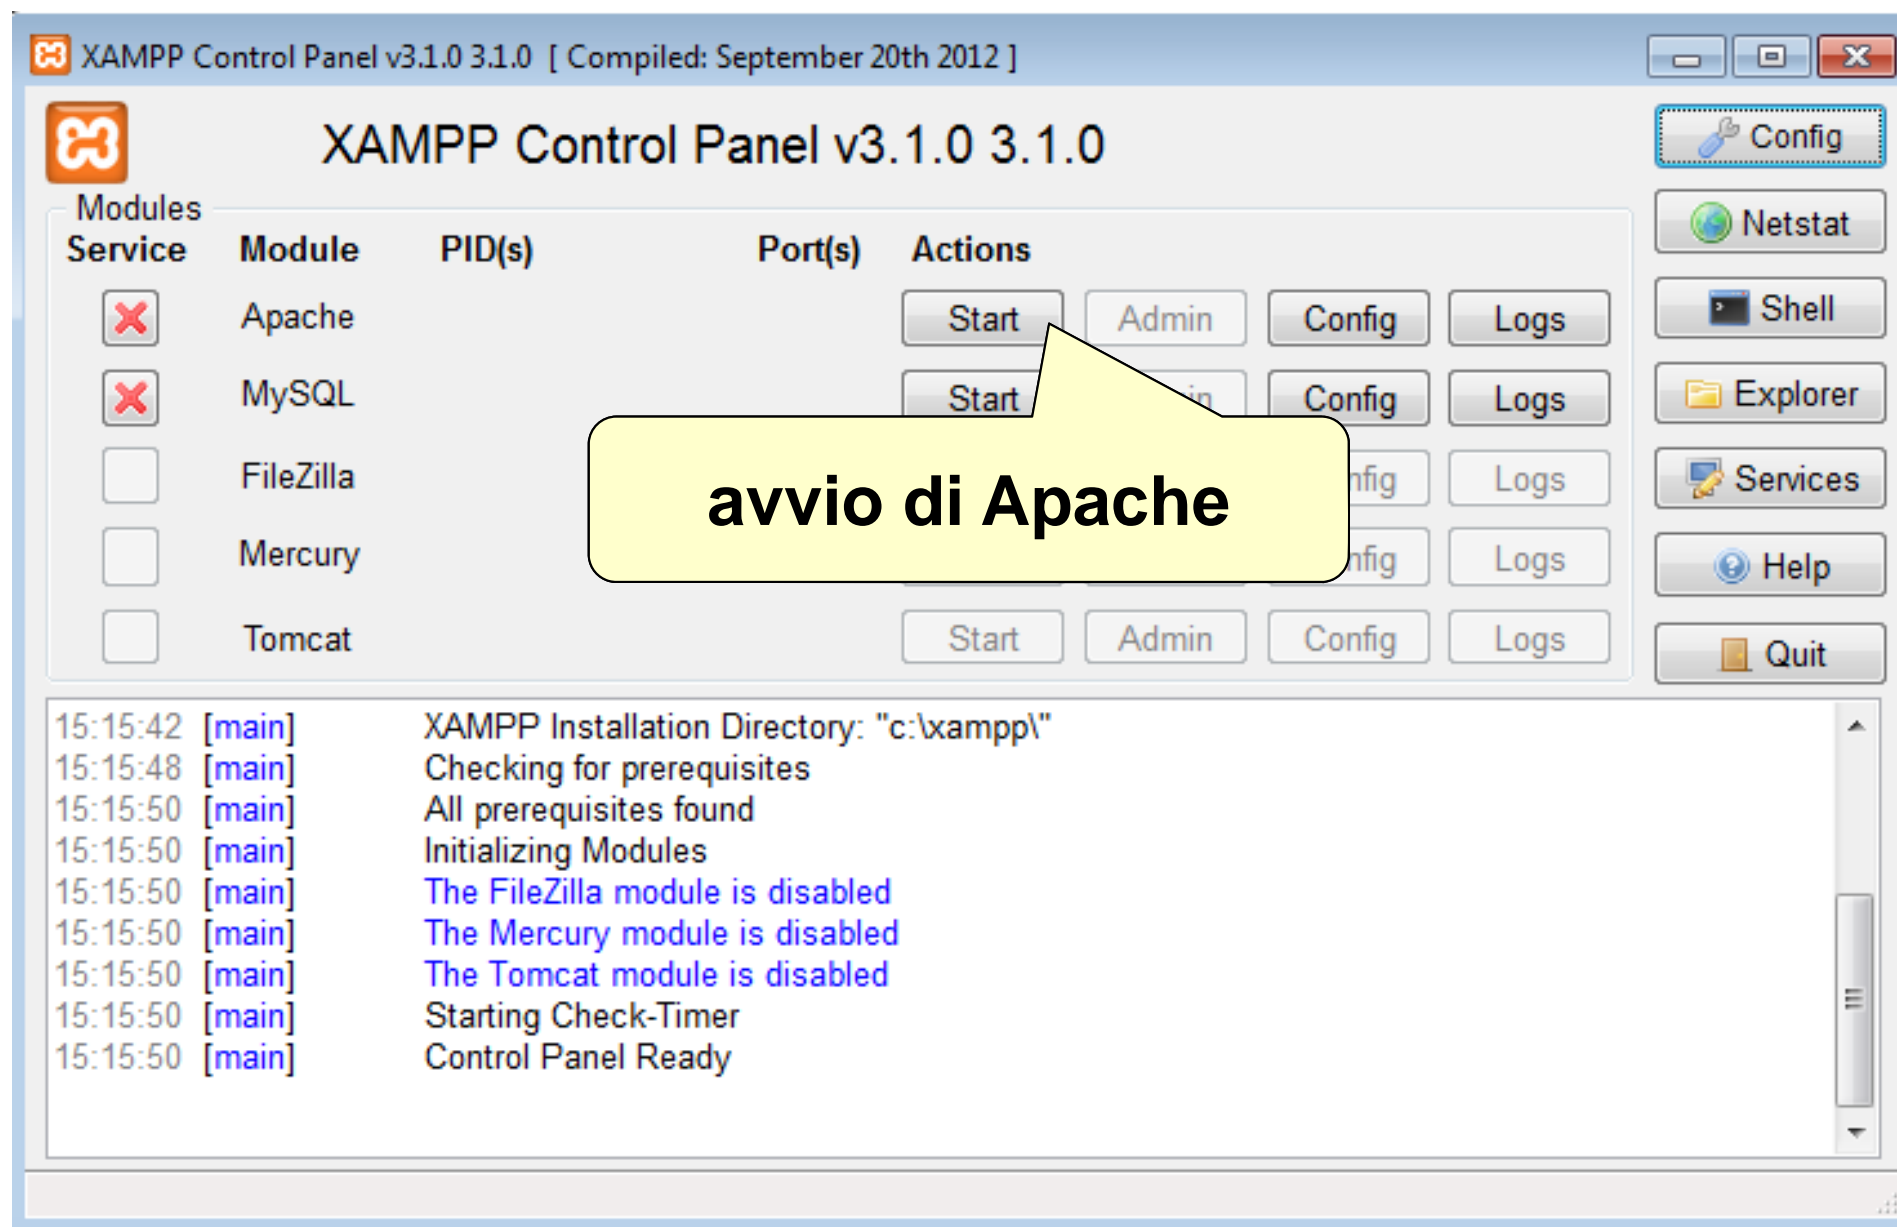 XAMPP Control Panel v3.1.0 3.1.0 [ Compiled: September 20th 2012 ]
XAMPP Control Panel v3.1.0 3.1.0
Config
Modules
Netstat
Service Module PID(s) Port(s) Actions
Apache Start Admin Config Logs
Shell
MySQL Start Config Logs
Explorer
FileZilla Logs
Services
avvio di Apache
Mercury Logs
Help
Tomcat Start Admin Config Logs
Quit
15:15:42 [main] XAMPP Installation Directory: "c:\xampp\"
15:15:48 [main] Checking for prerequisites
15:15:50 [main] All prerequisites found
15:15:50 [main] Initializing Modules
15:15:50 [main] The FileZilla module is disabled
15:15:50 [main] The Mercury module is disabled
15:15:50 [main] The Tomcat module is disabled
15:15:50 [main] Starting Check-Timer
15:15:50 [main] Control Panel Ready